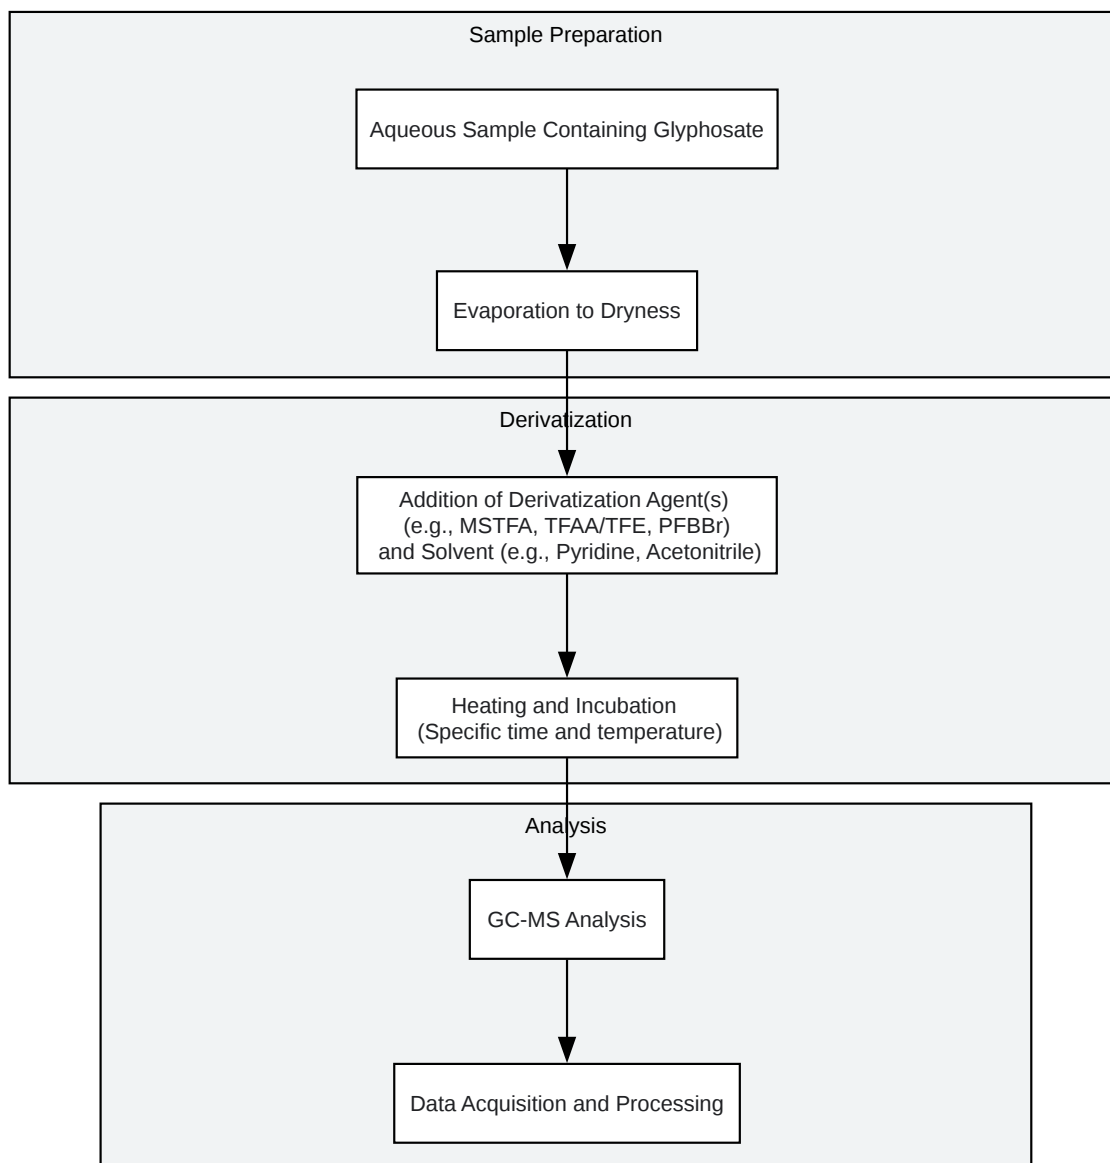 Sample Preparation
Aqueous Sample Containing Glyphosate
Evaporation to Dryness
Derivatization
Addition of Derivatization Agent(s)
(e.g., MSTFA, TFAA/TFE, PFBBr)
and Solvent (e.g., Pyridine, Acetonitrile)
Heating and Incubation
(Specific time and temperature)
Analysis
GC-MS Analysis
Data Acquisition and Processing